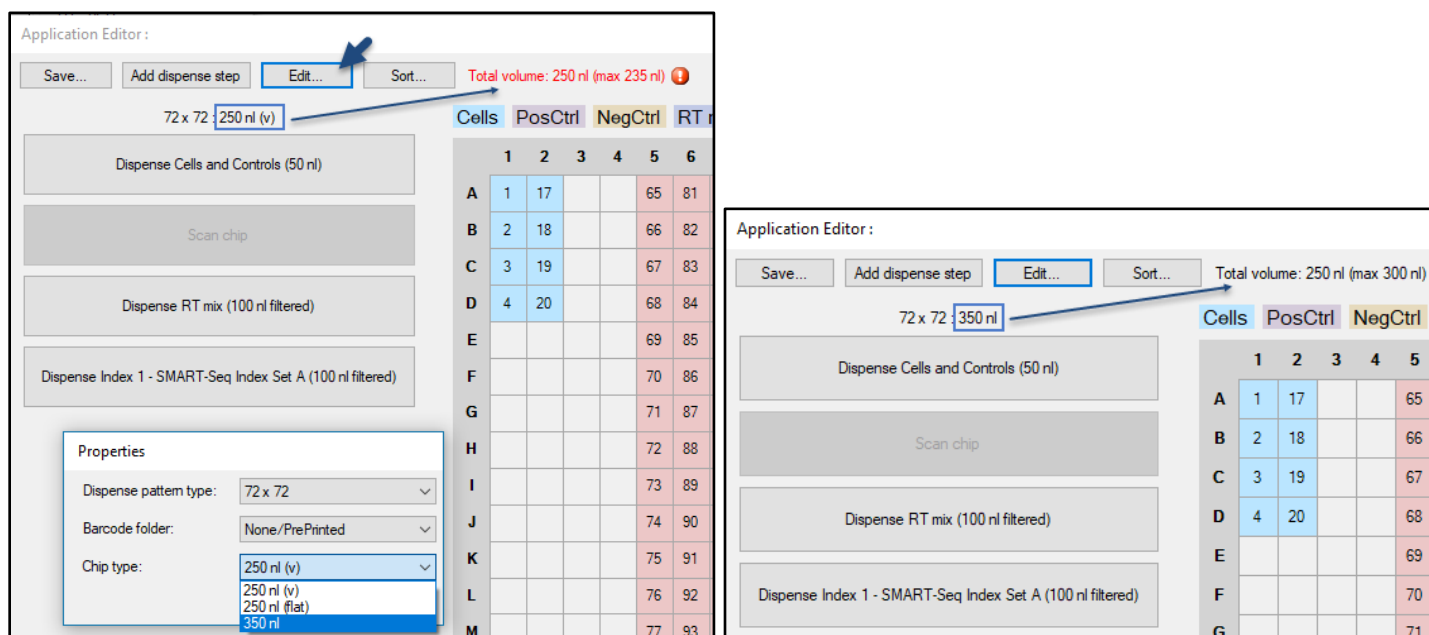 Application Editor :
Save... Add dispense step Edit... Sort... Total volume: 250 nl (max 235 nl)
72 x 72 : 250 nl (v)
Cells PosCtrl NegCtrl RT
Dispense Cells and Controls (50 nl)
Scan chip
Dispense RT mix (100 nl filtered)
Dispense Index 1 - SMART-Seq Index Set A (100 nl filtered)
1 2 3 4 5 6
A 1 17 65 81
B 2 18 66 82
C 3 19 67 83
D 4 20 68 84
E 69 85
F 70 86
G 71 87
H 72 88
I 73 89
J 74 90
K 75 91
L 76 92
M 77 93
Properties
Dispense pattern type: 72 x 72
Barcode folder: None/PrePrinted
Chip type: 250 nl (v)
250 nl (v)
250 nl (flat)
350 nl
Application Editor :
Save... Add dispense step Edit... Sort... Total volume: 250 nl (max 300 nl)
72 x 72 : 350 nl
Cells PosCtrl NegCtrl
Dispense Cells and Controls (50 nl)
Scan chip
Dispense RT mix (100 nl filtered)
Dispense Index 1 - SMART-Seq Index Set A (100 nl filtered)
1 2 3 4 5
A 1 17 65
B 2 18 66
C 3 19 67
D 4 20 68
E 69
F 70
G 71